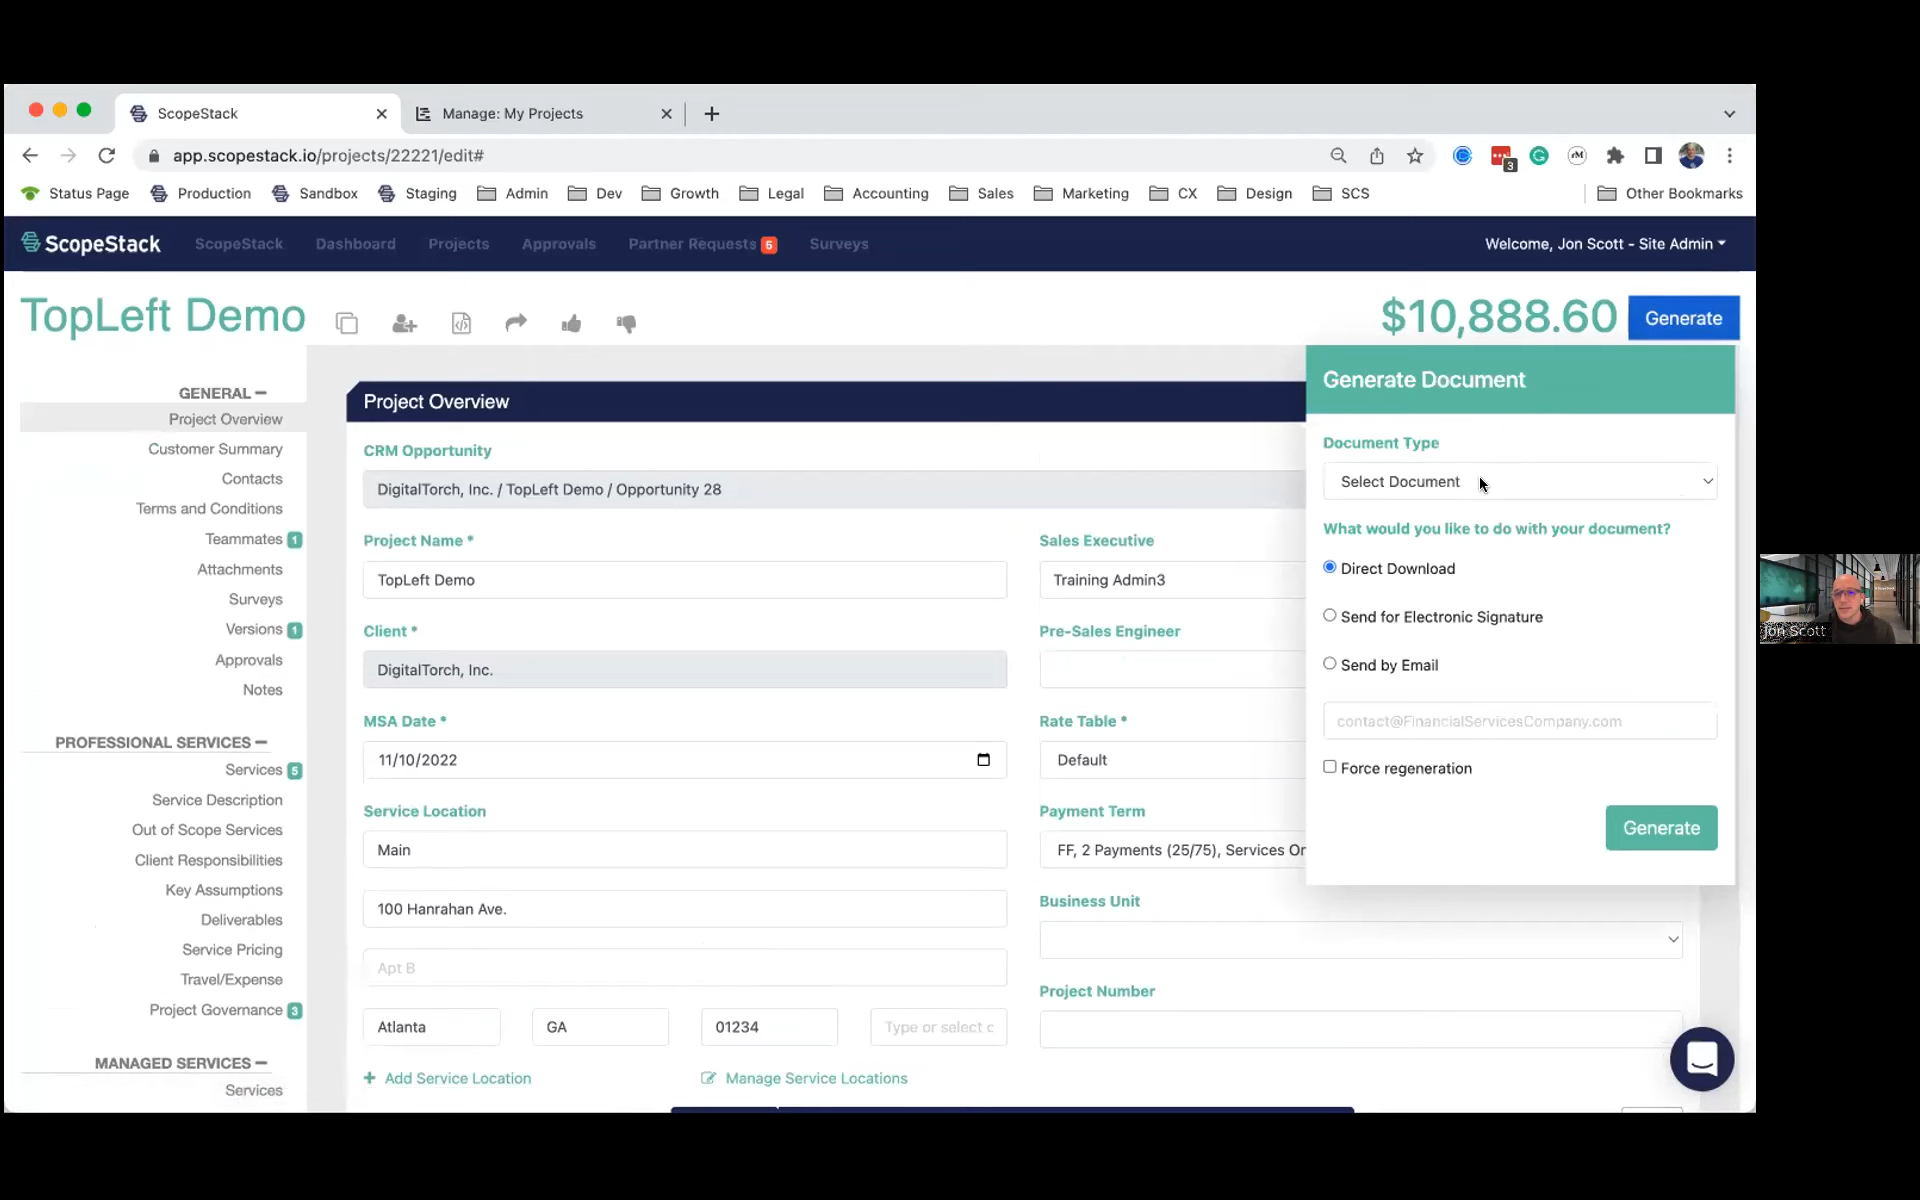 ScopeStack
Manage: My Projects
app.scopestack.io/projects/22221/edit#
3
Status Page Production Sandbox Staging Admin Dev Growth Legal Accounting Sales Marketing CX Design SCS Other Bookmarks
ScopeStack ScopeStack Dashboard Projects Approvals Partner Requests 6 Surveys Welcome, Jon Scott - Site Admin
TopLeft Demo
$10,888.60 Generate
GENERAL
Project Overview
Customer Summary
Contacts
Terms and Conditions
Teammates 1
Attachments
Surveys
Versions 1
Approvals
Notes
PROFESSIONAL SERVICES
Services 5
Service Description
Out of Scope Services
Client Responsibilities
Key Assumptions
Deliverables
Service Pricing
Travel/Expense
Project Governance 3
MANAGED SERVICES
Services
Project Overview
CRM Opportunity
DigitalTorch, Inc. / TopLeft Demo / Opportunity 28
Project Name *
TopLeft Demo
Client *
DigitalTorch, Inc.
MSA Date *
11/10/2022
Service Location
Main
100 Hanrahan Ave.
Apt B
Atlanta GA 01234 Type or select c
Add Service Location Manage Service Locations
Sales Executive
Training Admin3
Pre-Sales Engineer
Rate Table *
Default
Payment Term
FF, 2 Payments (25/75), Services Or
Business Unit
Project Number
Generate Document
Document Type
Select Document
What would you like to do with your document?
Direct Download
Send for Electronic Signature
Send by Email
contact@FinancialServicesCompany.com
Force regeneration
Generate
Jon Scott